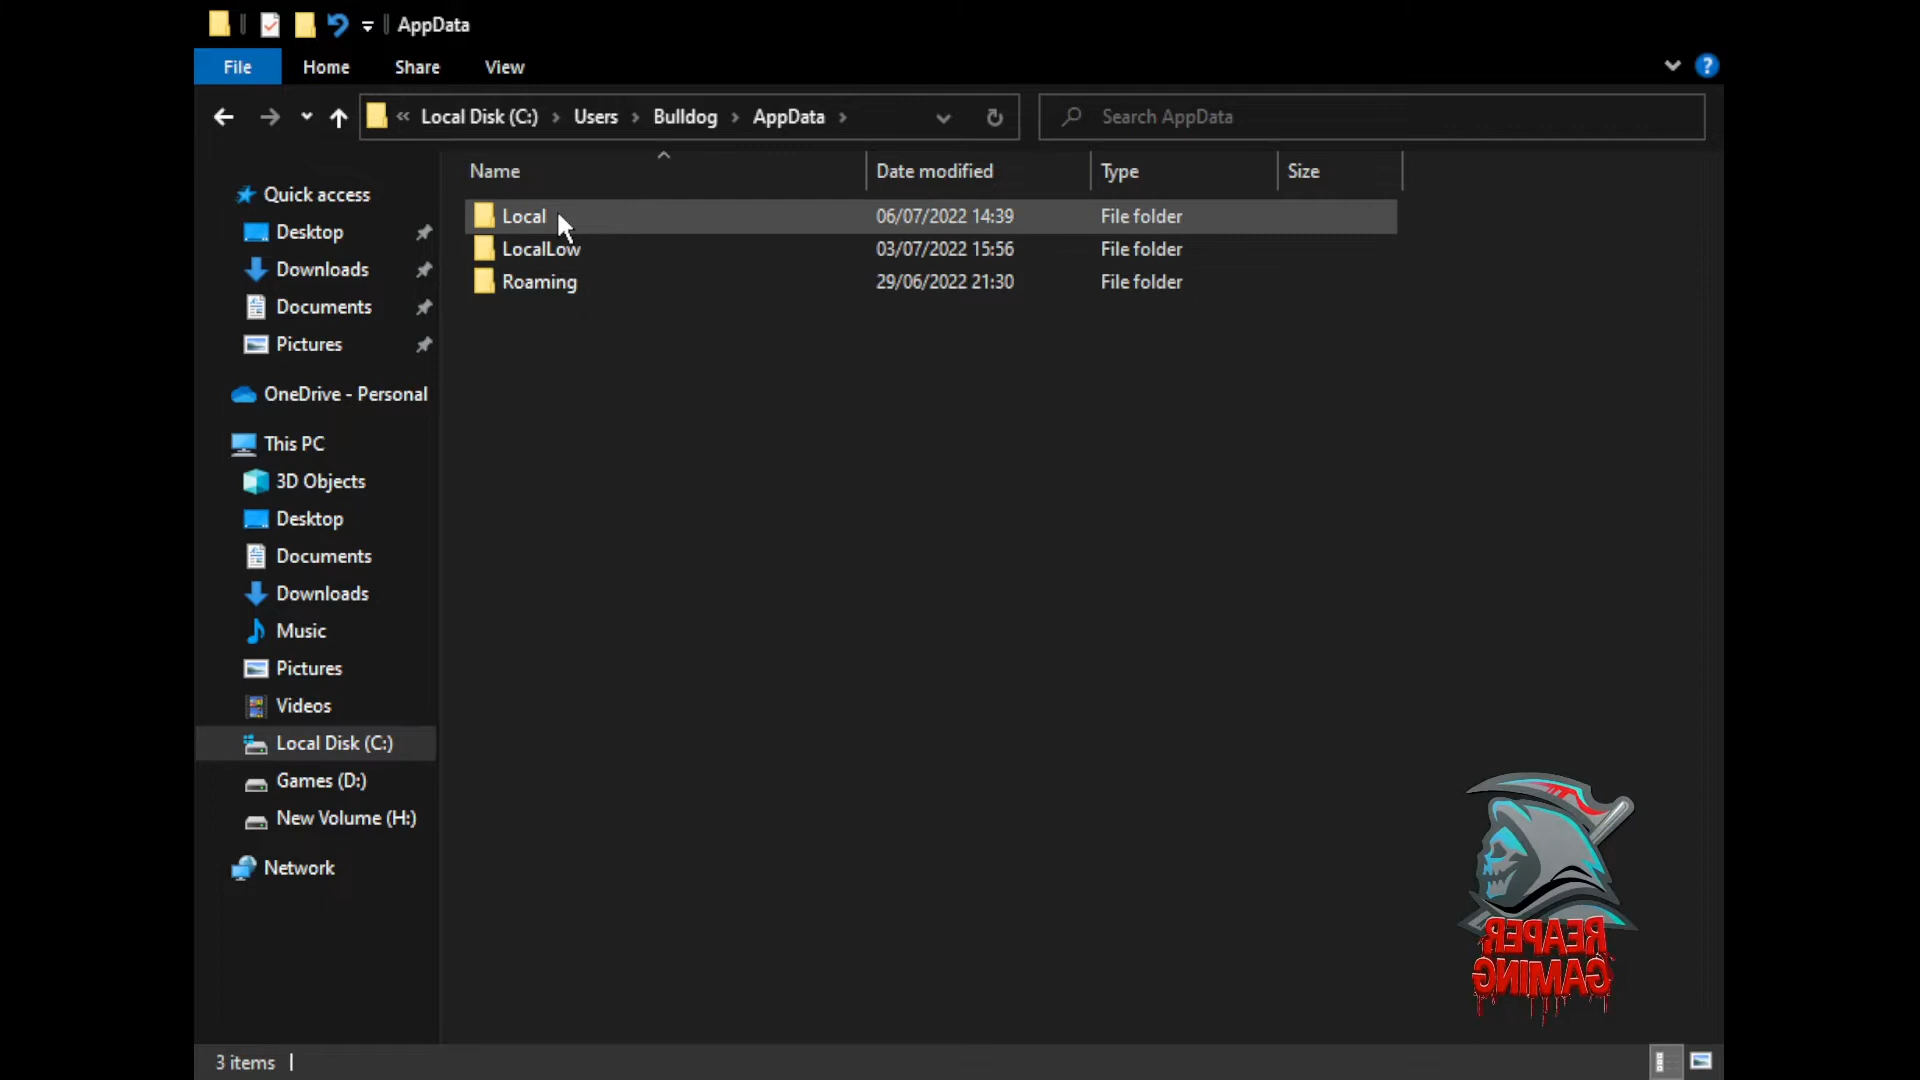 AppData
File Home Share View
« Local Disk (C:) › Users › Bulldog › AppData ›
Search AppData
Name Date modified Type Size
Local 06/07/2022 14:39 File folder
LocalLow 03/07/2022 15:56 File folder
Roaming 29/06/2022 21:30 File folder
Quick access
Desktop
Downloads
Documents
Pictures
OneDrive - Personal
This PC
3D Objects
Desktop
Documents
Downloads
Music
Pictures
Videos
Local Disk (C:)
Games (D:)
New Volume (H:)
Network
REAPER
GAMING
3 items